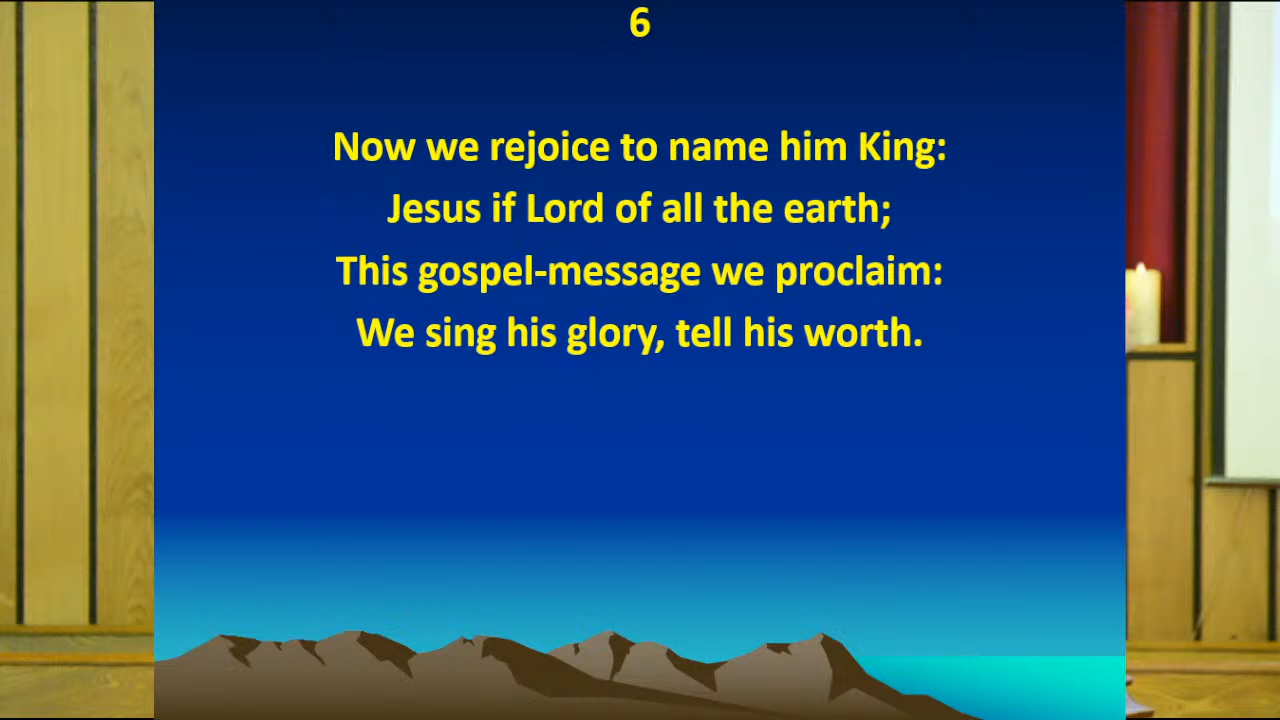 6
Now we rejoice to name him King:
Jesus if Lord of all the earth;
This gospel-message we proclaim:
We sing his glory, tell his worth.